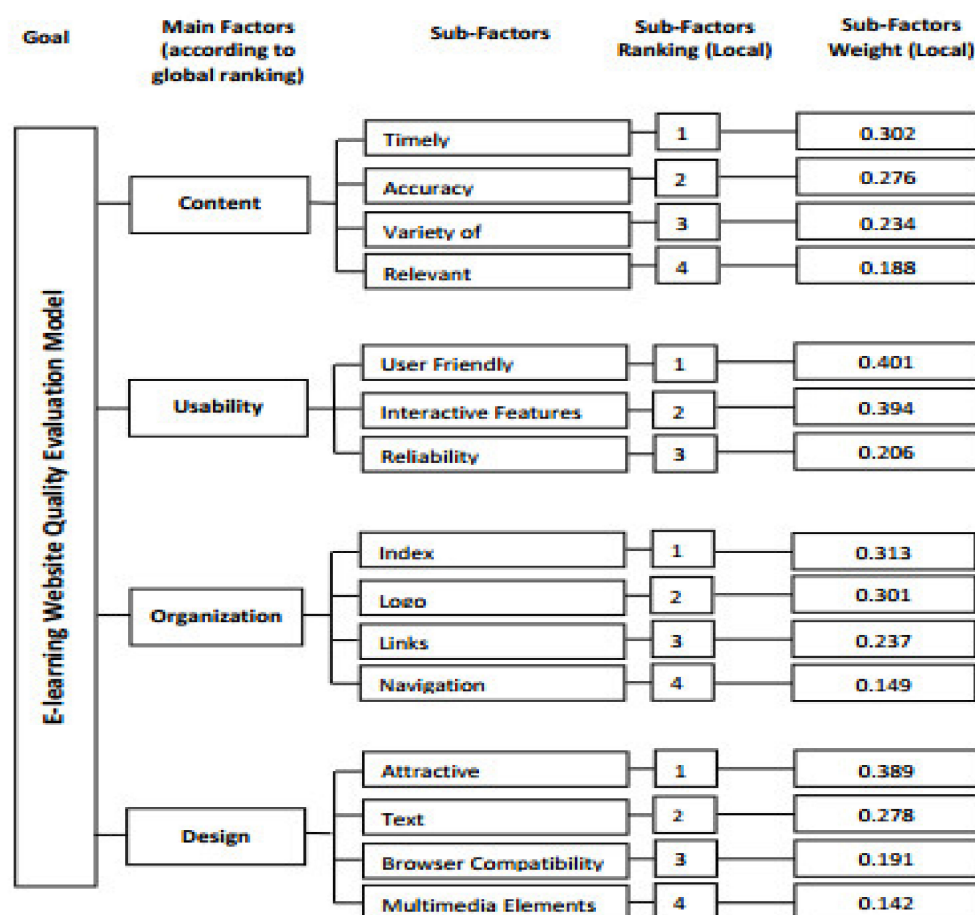 Goal
Main Factors
(according to
global ranking)
Sub-Factors
Sub-Factors
Ranking (Local)
Sub-Factors
Weight (Local)
E-learning Website Quality Evaluation Model
Content
Timely 1 0.302
Accuracy 2 0.276
Variety of 3 0.234
Relevant 4 0.188
Usability
User Friendly 1 0.401
Interactive Features 2 0.394
Reliability 3 0.206
Organization
Index 1 0.313
Logo 2 0.301
Links 3 0.237
Navigation 4 0.149
Design
Attractive 1 0.389
Text 2 0.278
Browser Compatibility 3 0.191
Multimedia Elements 4 0.142